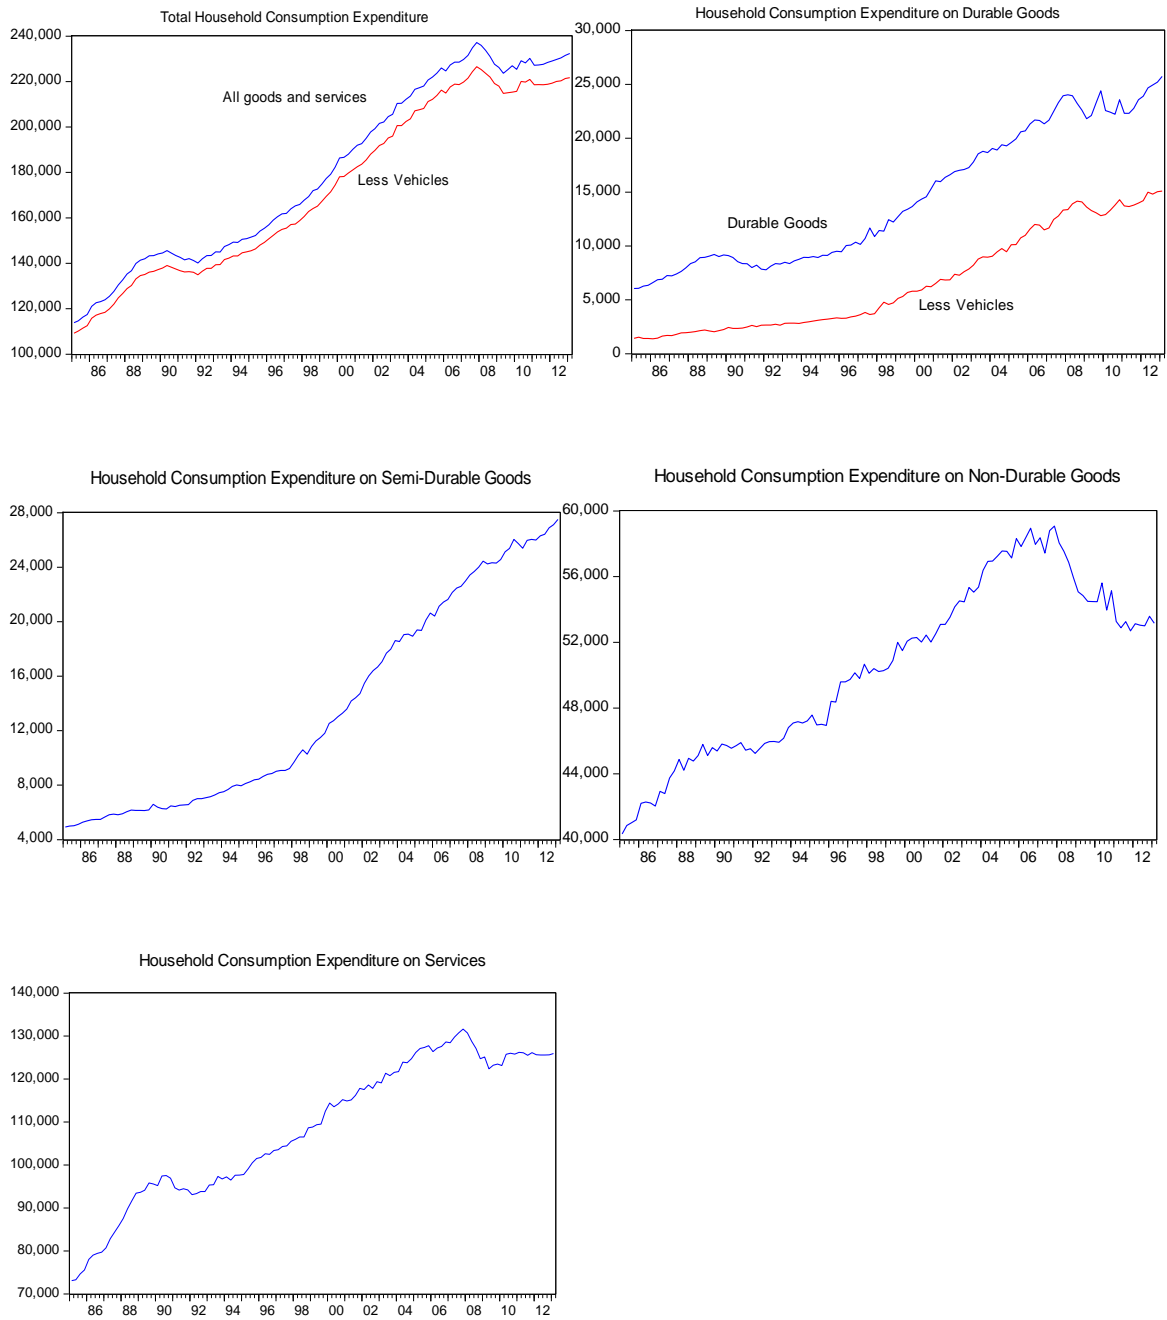 Total Household Consumption Expenditure
240,000
220,000
200,000
180,000
160,000
140,000
120,000
100,000
All goods and services
Less Vehicles
86 88 90 92 94 96 98 00 02 04 06 08 10 12
Household Consumption Expenditure on Durable Goods
30,000
25,000
20,000
15,000
10,000
5,000
0
Durable Goods
Less Vehicles
86 88 90 92 94 96 98 00 02 04 06 08 10 12
Household Consumption Expenditure on Semi-Durable Goods
28,000
24,000
20,000
16,000
12,000
8,000
4,000
86 88 90 92 94 96 98 00 02 04 06 08 10 12
Household Consumption Expenditure on Non-Durable Goods
60,000
56,000
52,000
48,000
44,000
40,000
86 88 90 92 94 96 98 00 02 04 06 08 10 12
Household Consumption Expenditure on Services
140,000
130,000
120,000
110,000
100,000
90,000
80,000
70,000
86 88 90 92 94 96 98 00 02 04 06 08 10 12